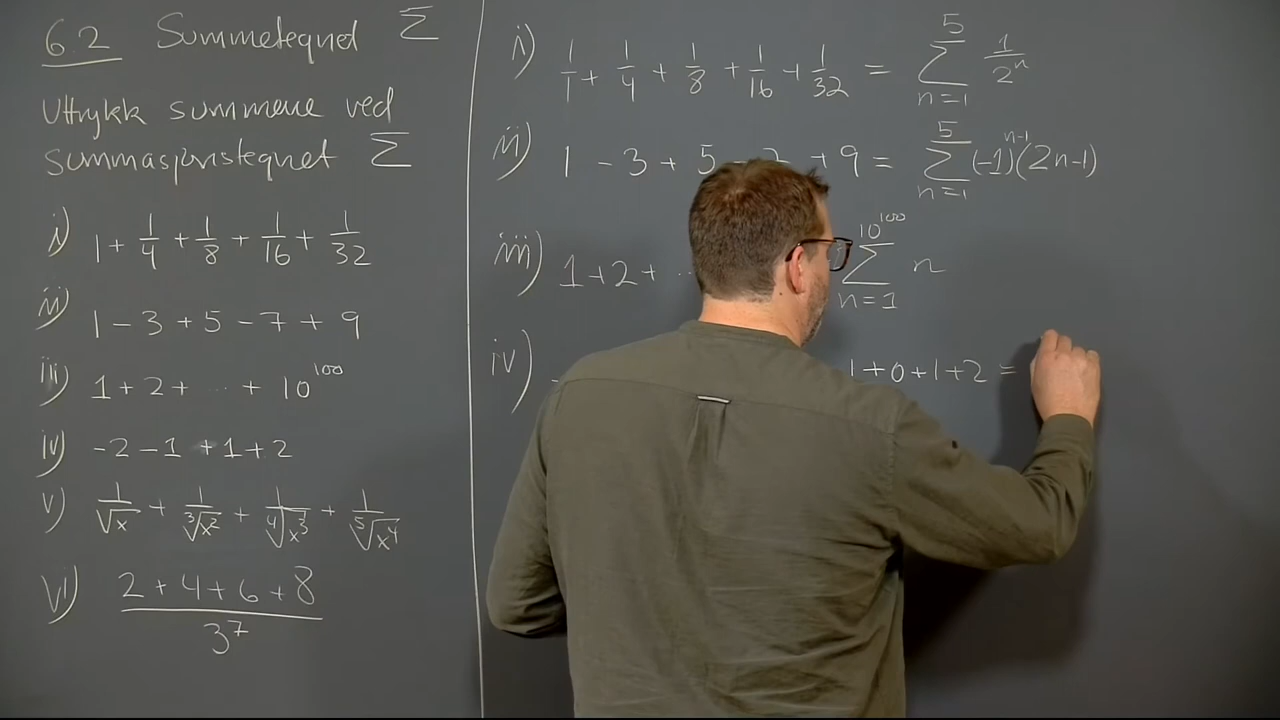 6.2 Summetegnet Σ
Uttrykk summene ved
summasjonstegnet Σ
i) 1 + 1/4 + 1/8 + 1/16 + 1/32
ii) 1 - 3 + 5 - 7 + 9
iii) 1 + 2 + ... + 10^100
iv) -2 - 1 + 1 + 2
v) 1/√x + 1/∛x² + 1/∜x³ + 1/⁵√x⁴
vi) (2 + 4 + 6 + 8)/3^7
i) 1/1 + 1/4 + 1/8 + 1/16 + 1/32 = Σ_{n=1}^{5} 1/2^n
ii) 1 - 3 + 5 - 7 + 9 = Σ_{n=1}^{5} (-1)^{n-1}(2n-1)
iii) 1 + 2 + ... Σ_{n=1}^{10^100} n
iv) - 1 + 0 + 1 + 2 =